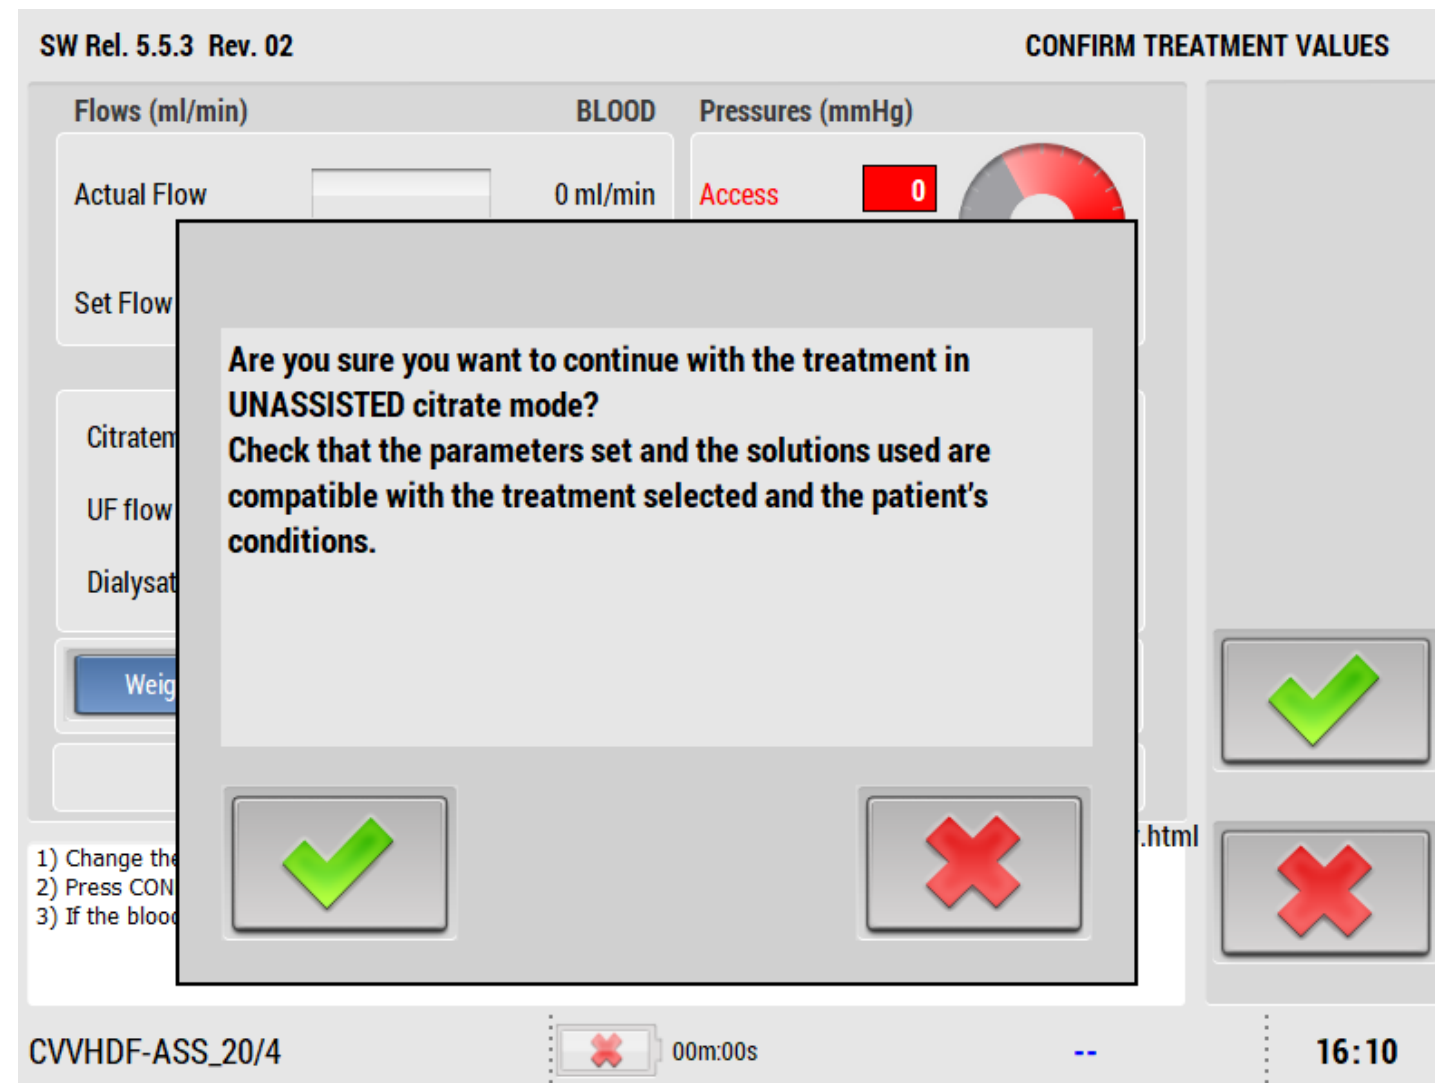 SW Rel. 5.5.3 Rev. 02
CONFIRM TREATMENT VALUES
Flows (ml/min)
BLOOD
Pressures (mmHg)
Actual Flow
0 ml/min
Access
0
Set Flow
Are you sure you want to continue with the treatment in
UNASSISTED citrate mode?
Check that the parameters set and the solutions used are
compatible with the treatment selected and the patient's
conditions.
UF flow
.html
1) Change the
2) Press
3) If the
CVVHDF-ASS_20/4
00m:00s
--
16:10